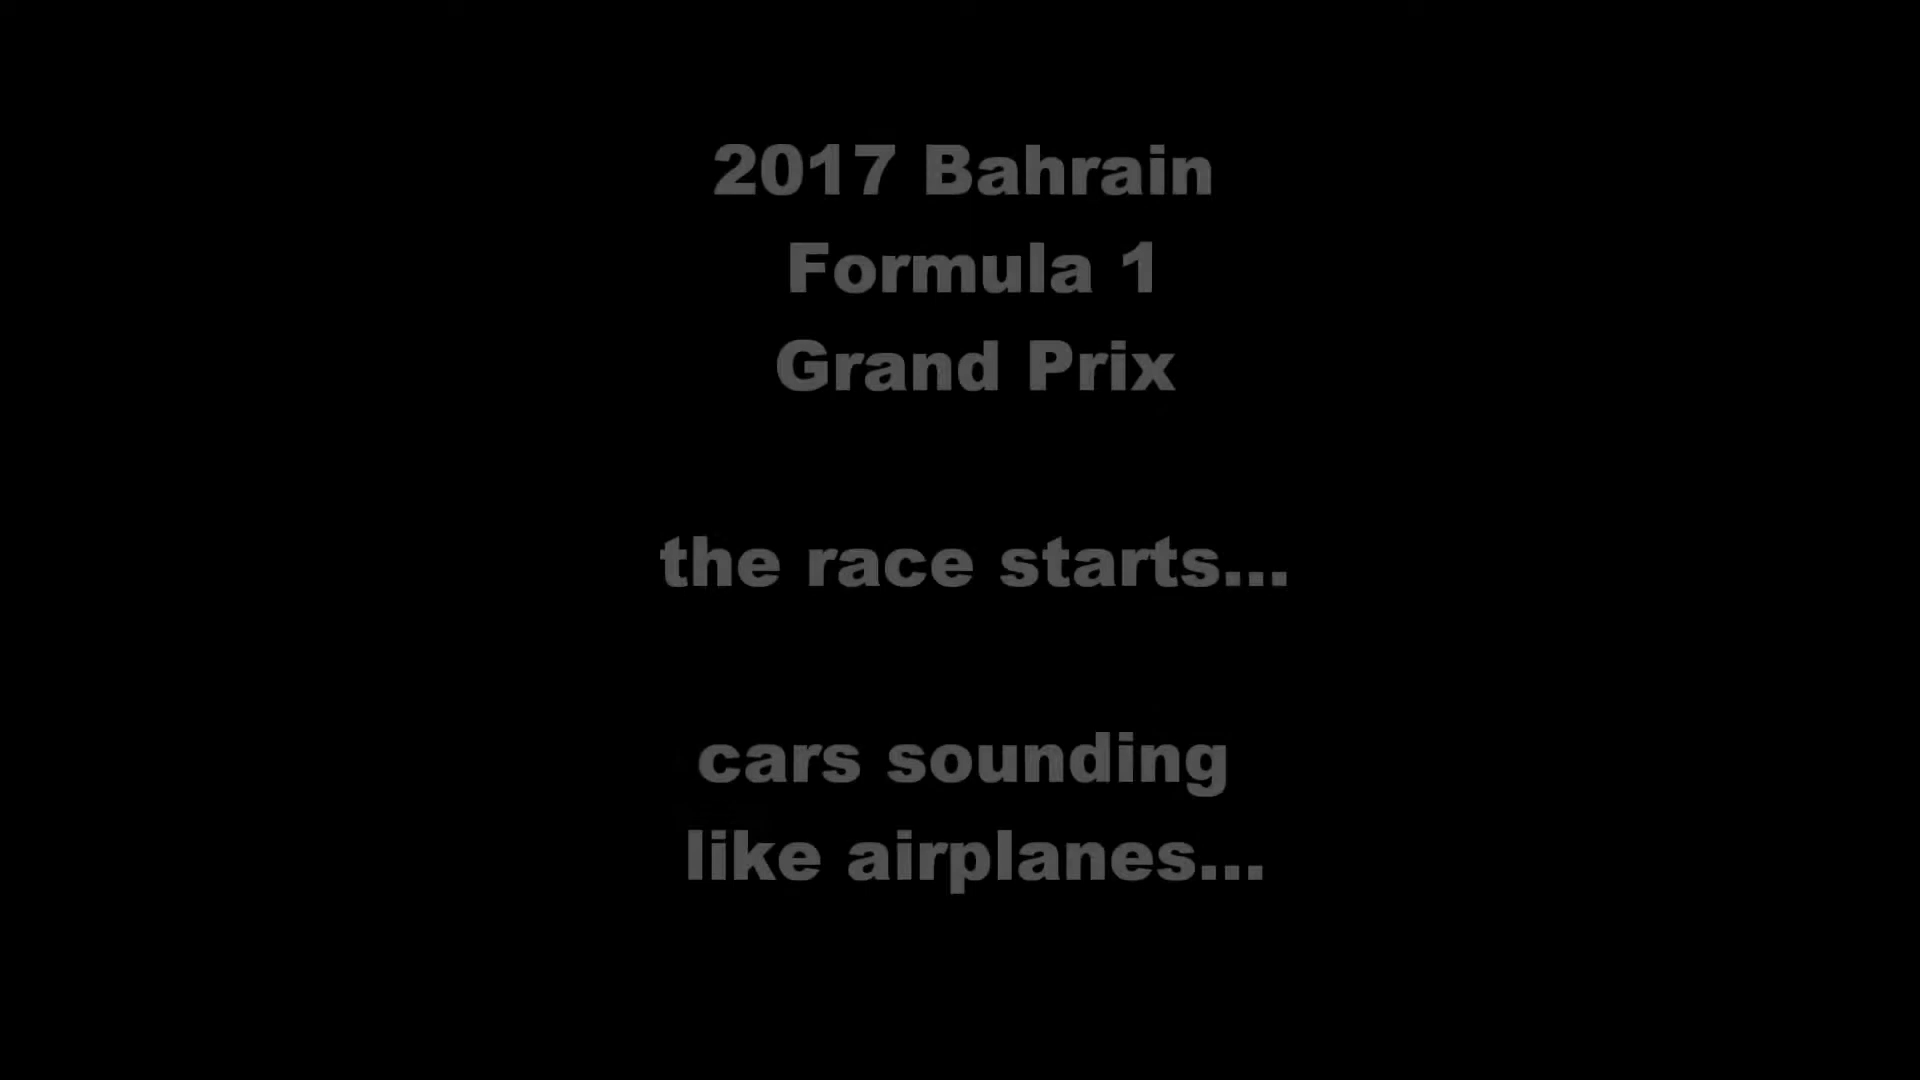 2017 Bahrain
Formula 1
Grand Prix
the race starts...
cars sounding
like airplanes...